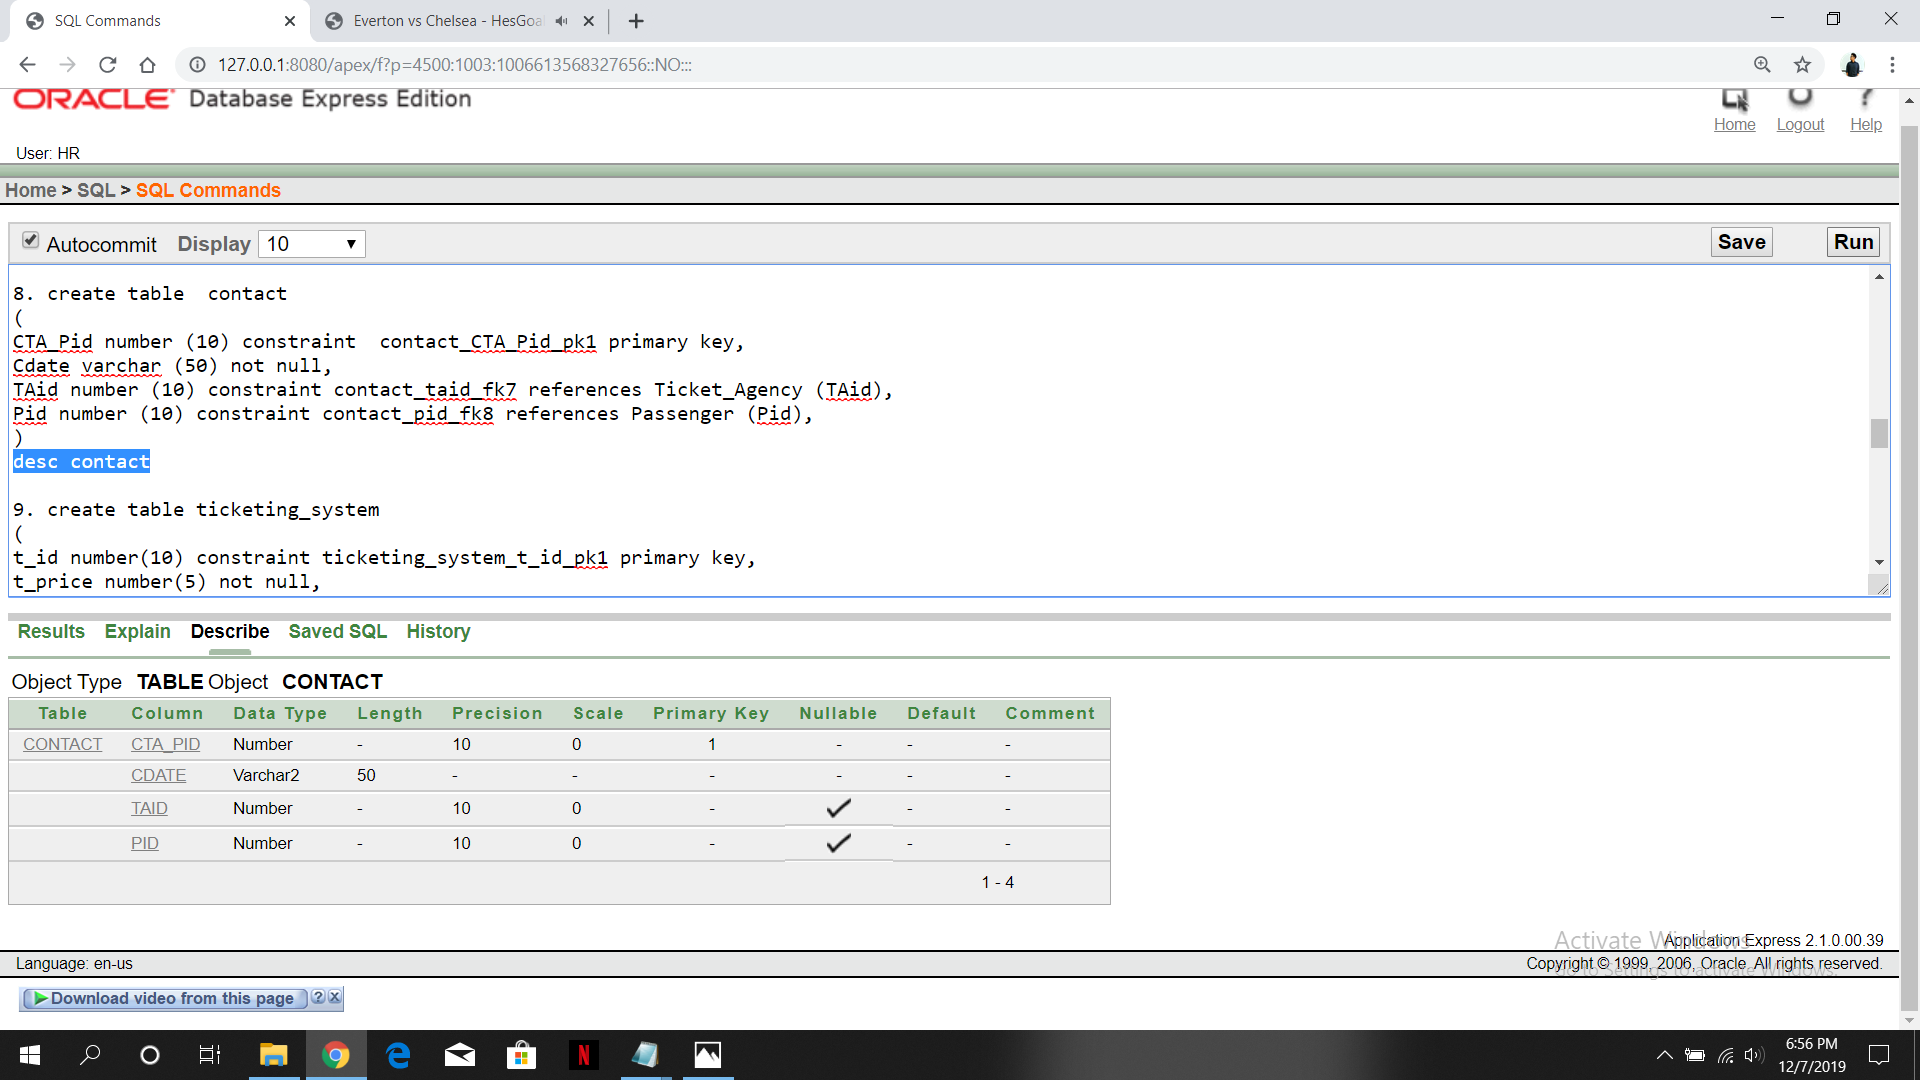 SQL Commands
Everton vs Chelsea - HesGoa
127.0.0.1:8080/apex/f?p=4500:1003:1006613568327656::NO:::
ORACLE Database Express Edition
Home Logout Help
User: HR
Home > SQL > SQL Commands
Autocommit Display 10 Save Run
8. create table  contact
(
CTA_Pid number (10) constraint  contact_CTA_Pid_pk1 primary key,
Cdate varchar (50) not null,
TAid number (10) constraint contact_taid_fk7 references Ticket_Agency (TAid),
Pid number (10) constraint contact_pid_fk8 references Passenger (Pid),
)
desc contact
9. create table ticketing_system
(
t_id number(10) constraint ticketing_system_t_id_pk1 primary key,
t_price number(5) not null,
Results Explain Describe Saved SQL History
Object Type TABLE Object CONTACT
Table Column Data Type Length Precision Scale Primary Key Nullable Default Comment
CONTACT CTA_PID Number - 10 0 1 - - -
CDATE Varchar2 50 - - - - - -
TAID Number - 10 0 - - -
PID Number - 10 0 - - -
1 - 4
Activate Windows
Go to Settings to activate Windows.
Application Express 2.1.0.00.39
Language: en-us
Copyright © 1999, 2006, Oracle. All rights reserved.
Download video from this page ? X
6:56 PM
12/7/2019